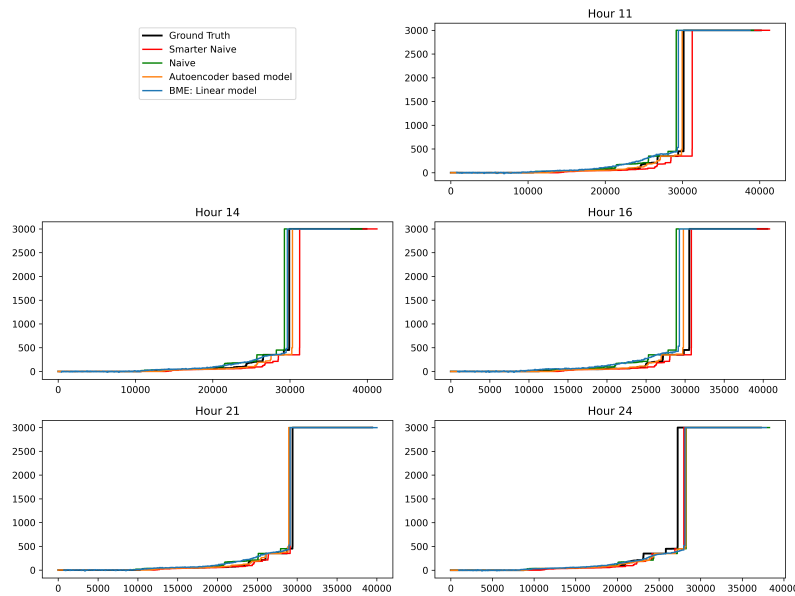 Ground Truth
Smarter Naive
Naive
Autoencoder based model
BME: Linear model
Hour 11
3000
2500
2000
1500
1000
500
0
0 10000 20000 30000 40000
Hour 14
3000
2500
2000
1500
1000
500
0
0 10000 20000 30000 40000
Hour 16
3000
2500
2000
1500
1000
500
0
0 5000 10000 15000 20000 25000 30000 35000 40000
Hour 21
3000
2500
2000
1500
1000
500
0
0 5000 10000 15000 20000 25000 30000 35000 40000
Hour 24
3000
2500
2000
1500
1000
500
0
0 5000 10000 15000 20000 25000 30000 35000